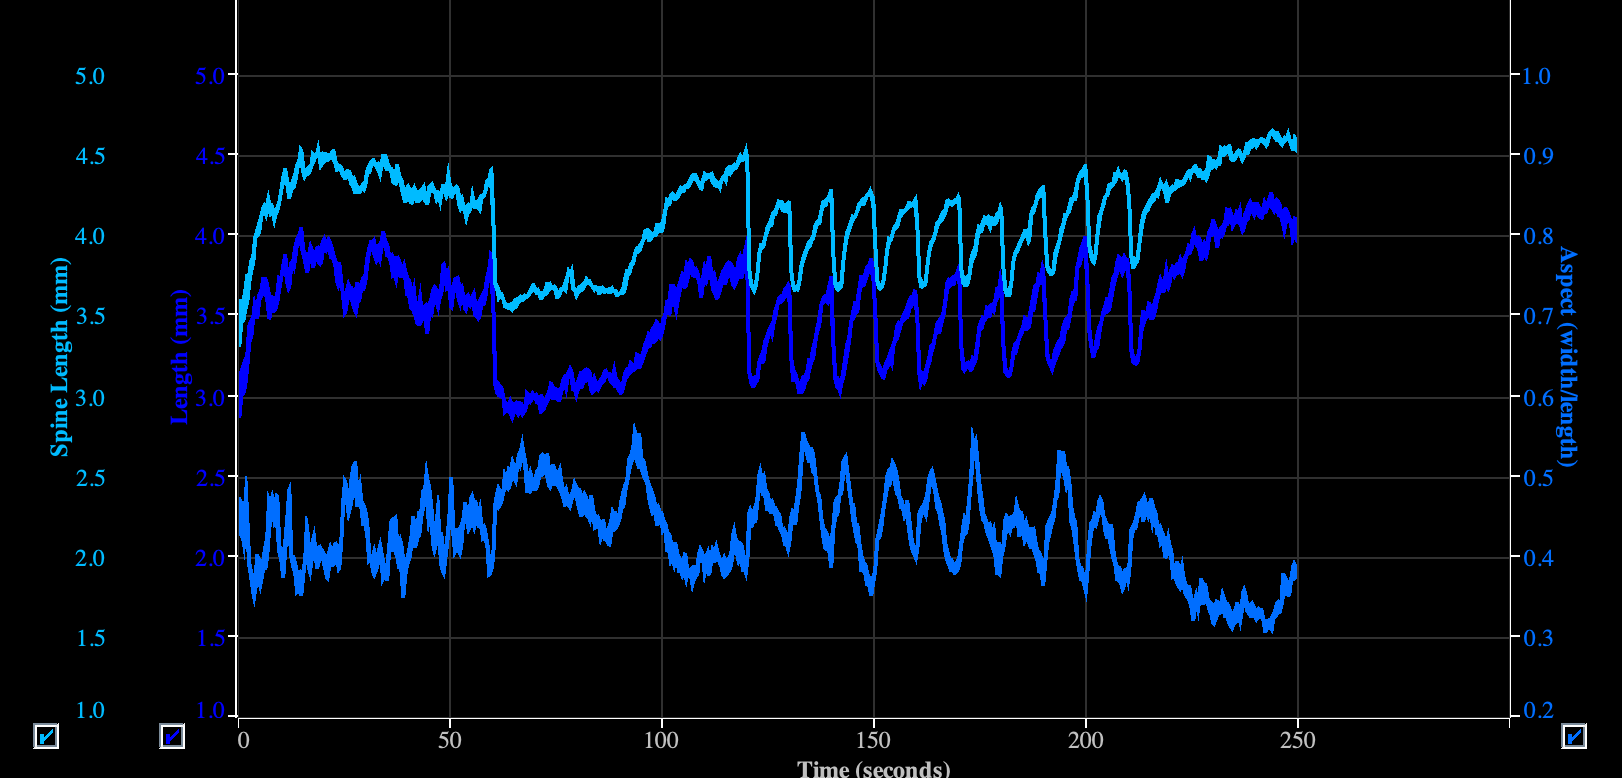 5.0 5.0 1.0
4.5 4.5 0.9
4.0 4.0 0.8
3.5 3.5 0.7
3.0 3.0 0.6
2.5 2.5 0.5
2.0 2.0 0.4
1.5 1.5 0.3
1.0 1.0 0.2
Spine Length (mm)
Length (mm)
Aspect (width/length)
0 50 100 150 200 250
Time (seconds)